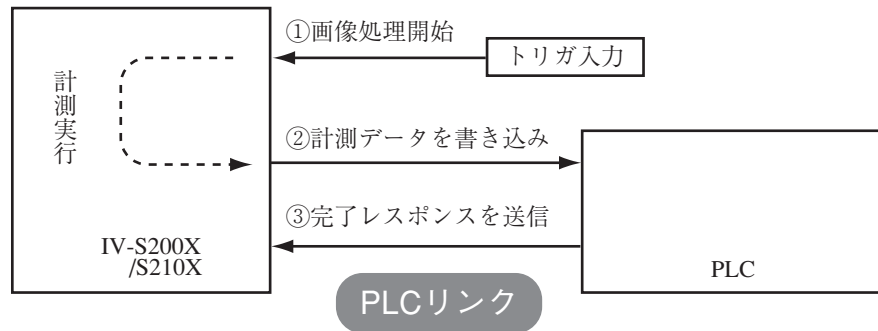 ①画像処理開始
トリガ入力
計測実行
②計測データを書き込み
③完了レスポンスを送信
IV-S200X
/S210X
PLC
PLCリンク